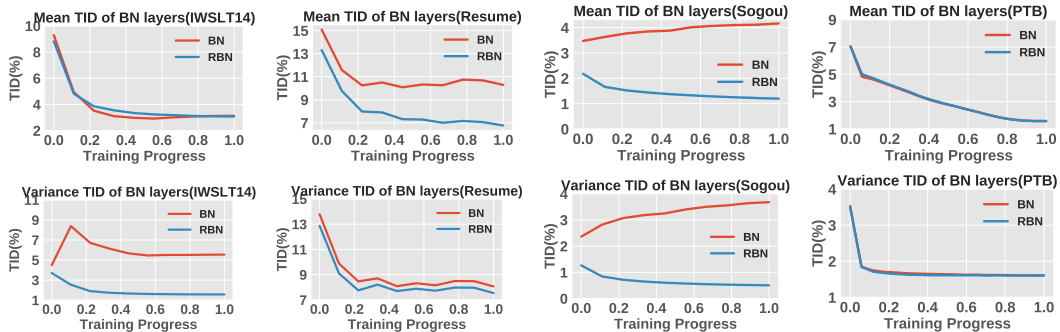 Mean TID of BN layers(IWSLT14)
TID(%)
10
8
6
4
2
BN
RBN
0.0 0.2 0.4 0.6 0.8 1.0
Training Progress
Mean TID of BN layers(Resume)
TID(%)
15
13
11
9
7
BN
RBN
0.0 0.2 0.4 0.6 0.8 1.0
Training Progress
Mean TID of BN layers(Sogou)
TID(%)
4
3
2
1
0
BN
RBN
0.0 0.2 0.4 0.6 0.8 1.0
Training Progress
Mean TID of BN layers(PTB)
TID(%)
9
7
5
3
1
BN
RBN
0.0 0.2 0.4 0.6 0.8 1.0
Training Progress
Variance TID of BN layers(IWSLT14)
TID(%)
11
9
7
5
3
1
BN
RBN
0.0 0.2 0.4 0.6 0.8 1.0
Training Progress
Variance TID of BN layers(Resume)
TID(%)
15
13
11
9
7
BN
RBN
0.0 0.2 0.4 0.6 0.8 1.0
Training Progress
Variance TID of BN layers(Sogou)
TID(%)
4
3
2
1
0
BN
RBN
0.0 0.2 0.4 0.6 0.8 1.0
Training Progress
Variance TID of BN layers(PTB)
TID(%)
4
3
2
1
BN
RBN
0.0 0.2 0.4 0.6 0.8 1.0
Training Progress